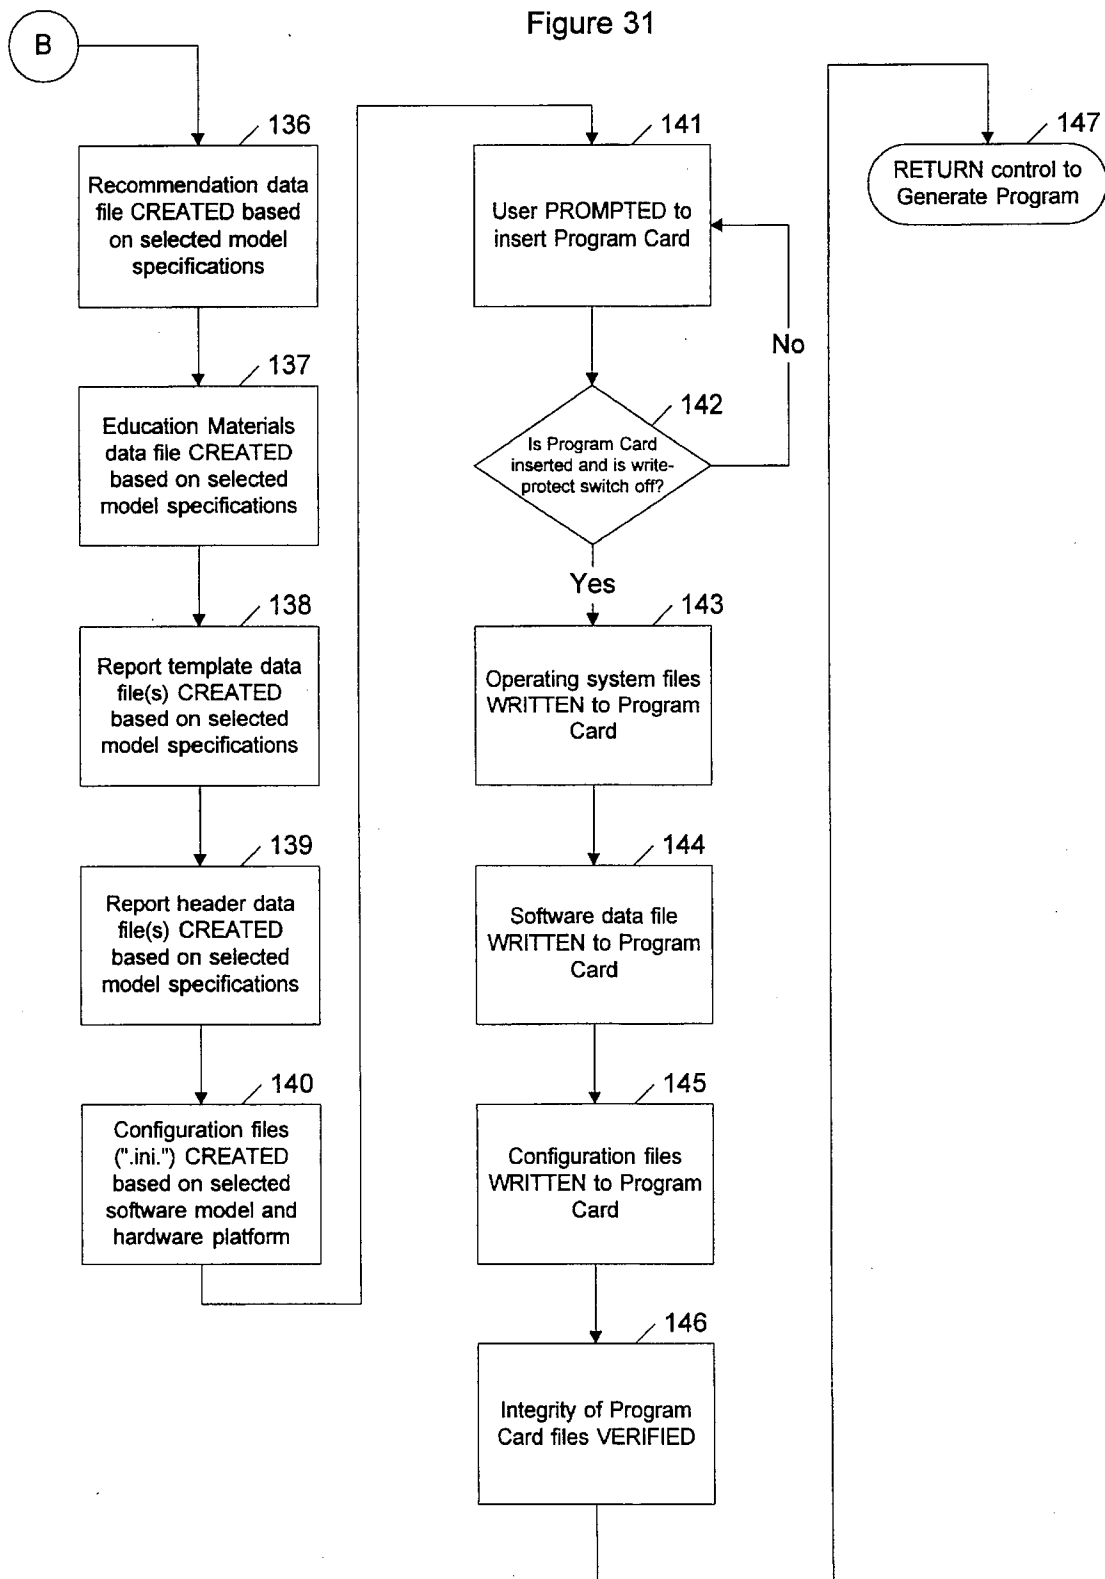 Figure 31
B
136
Recommendation data
file CREATED based
on selected model
specifications
137
Education Materials
data file CREATED
based on selected
model specifications
138
Report template data
file(s) CREATED
based on selected
model specifications
139
Report header data
file(s) CREATED
based on selected
model specifications
140
Configuration files
(".ini.") CREATED
based on selected
software model and
hardware platform
141
User PROMPTED to
insert Program Card
No
142
Is Program Card
inserted and is write-
protect switch off?
Yes
143
Operating system files
WRITTEN to Program
Card
144
Software data file
WRITTEN to Program
Card
145
Configuration files
WRITTEN to Program
Card
146
Integrity of Program
Card files VERIFIED
147
RETURN control to
Generate Program